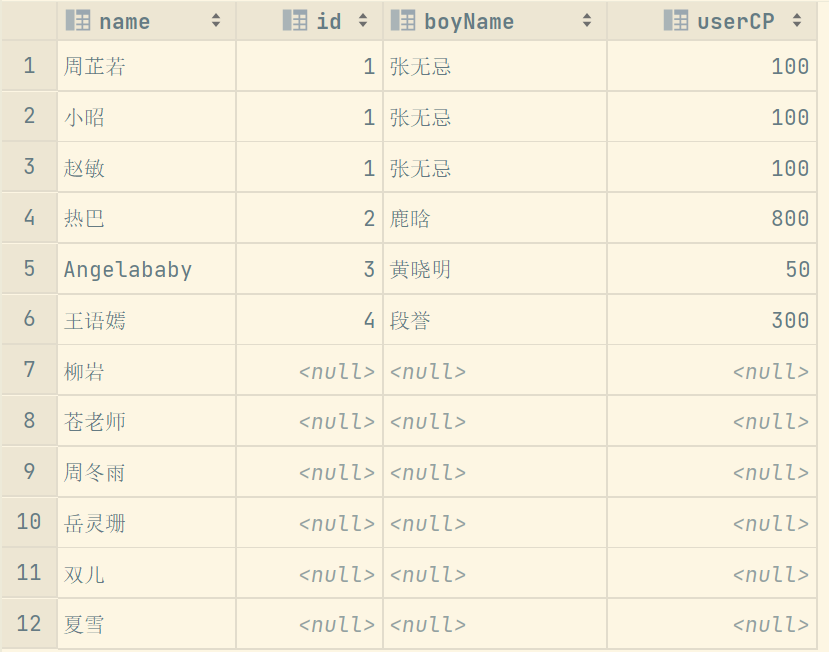 name id boyName userCP
1 周芷若 1 张无忌 100
2 小昭 1 张无忌 100
3 赵敏 1 张无忌 100
4 热巴 2 鹿晗 800
5 Angelababy 3 黄晓明 50
6 王语嫣 4 段誉 300
7 柳岩 <null> <null> <null>
8 苍老师 <null> <null> <null>
9 周冬雨 <null> <null> <null>
10 岳灵珊 <null> <null> <null>
11 双儿 <null> <null> <null>
12 夏雪 <null> <null> <null>